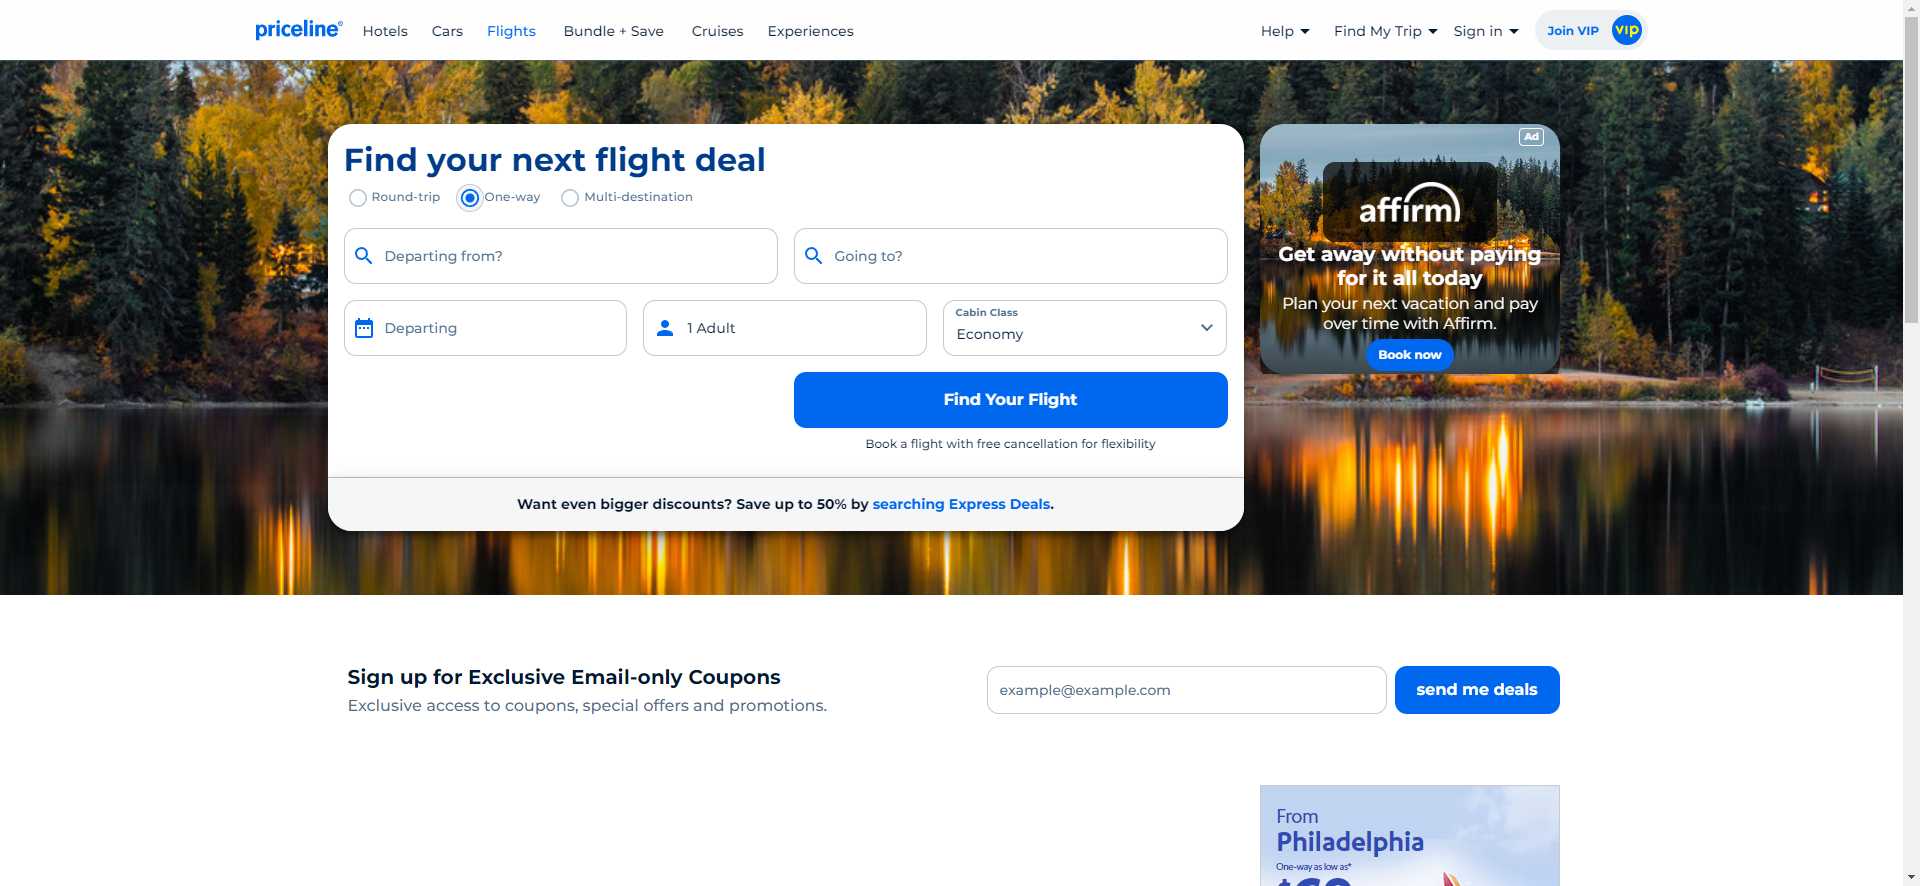 priceline®
Hotels
Cars
Flights
Bundle + Save
Cruises
Experiences
Help
Find My Trip
Sign in
Join VIP
VIP
Find your next flight deal
Round-trip
One-way
Multi-destination
Departing from?
Going to?
Departing
1 Adult
Cabin Class
Economy
Find Your Flight
Book a flight with free cancellation for flexibility
Want even bigger discounts? Save up to 50% by searching Express Deals.
Ad
affirm
Get away without paying
for it all today
Plan your next vacation and pay
over time with Affirm.
Book now
Sign up for Exclusive Email-only Coupons
Exclusive access to coupons, special offers and promotions.
example@example.com
send me deals
From
Philadelphia
One-way as low as*